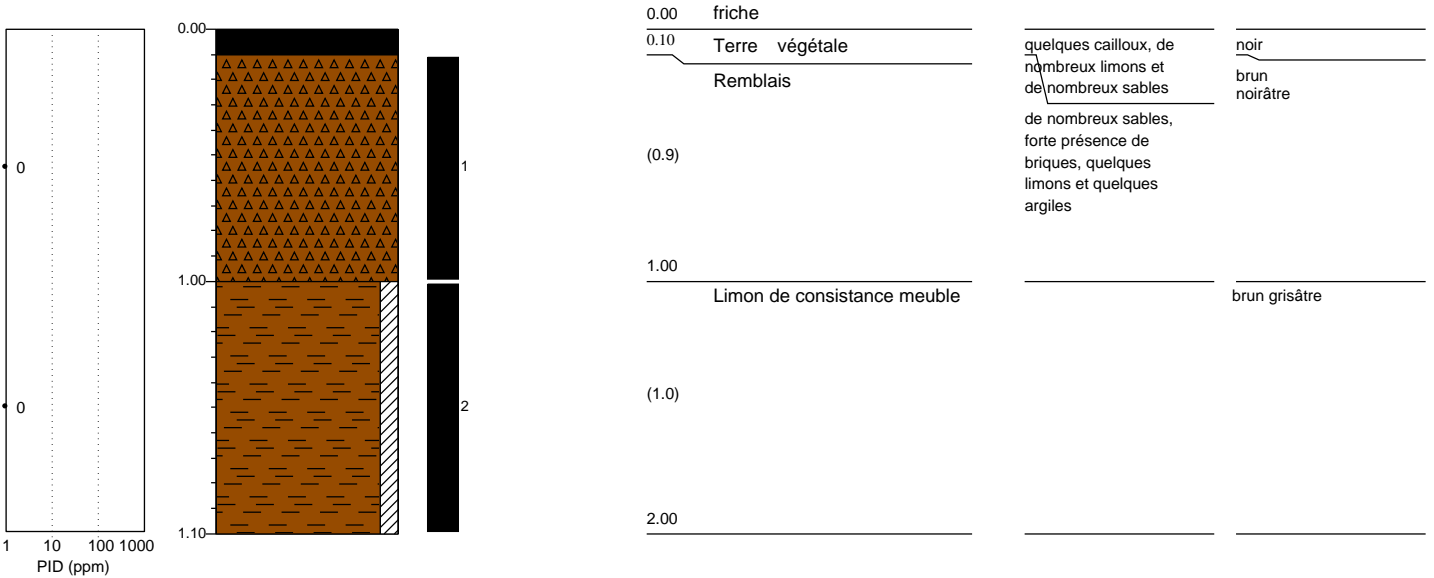 0.00
1.00
1.10
0
0
1 10 100 1000
PID (ppm)
1
2
0.00 friche
0.10 Terre végétale
Remblais
(0.9)
1.00
Limon de consistance meuble
(1.0)
2.00
quelques cailloux, de
nombreux limons et
de nombreux sables
de nombreux sables,
forte présence de
briques, quelques
limons et quelques
argiles
noir
brun
noirâtre
brun grisâtre